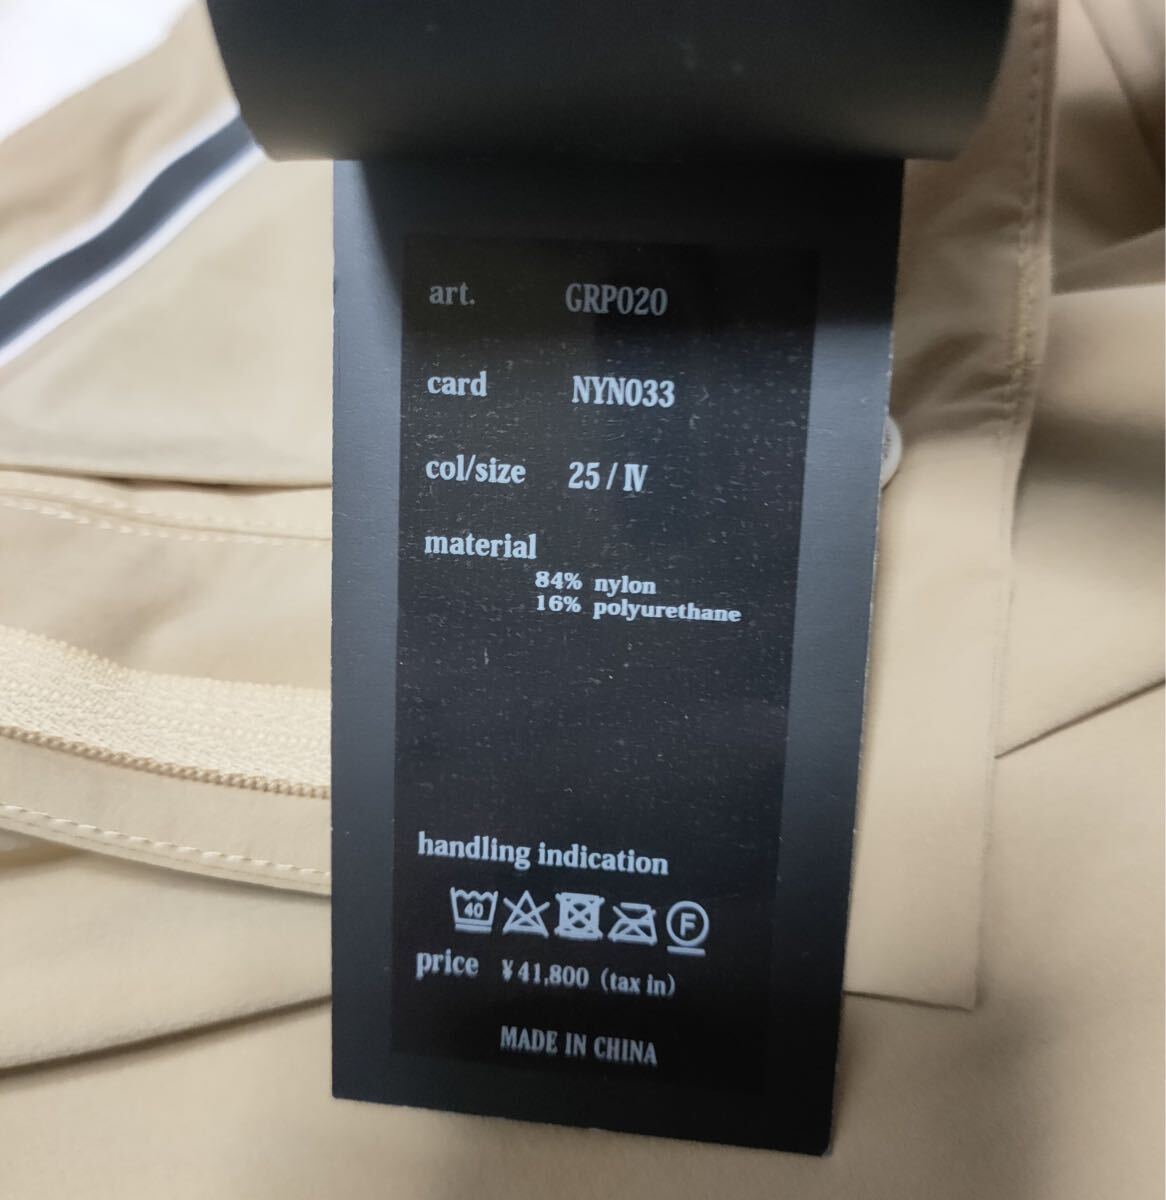 art. GRP020
card NYN033
col/size 25 / Ⅳ
material
84% nylon
16% polyurethane
handling indication
40 F
price ¥41,800 (tax in)
MADE IN CHINA